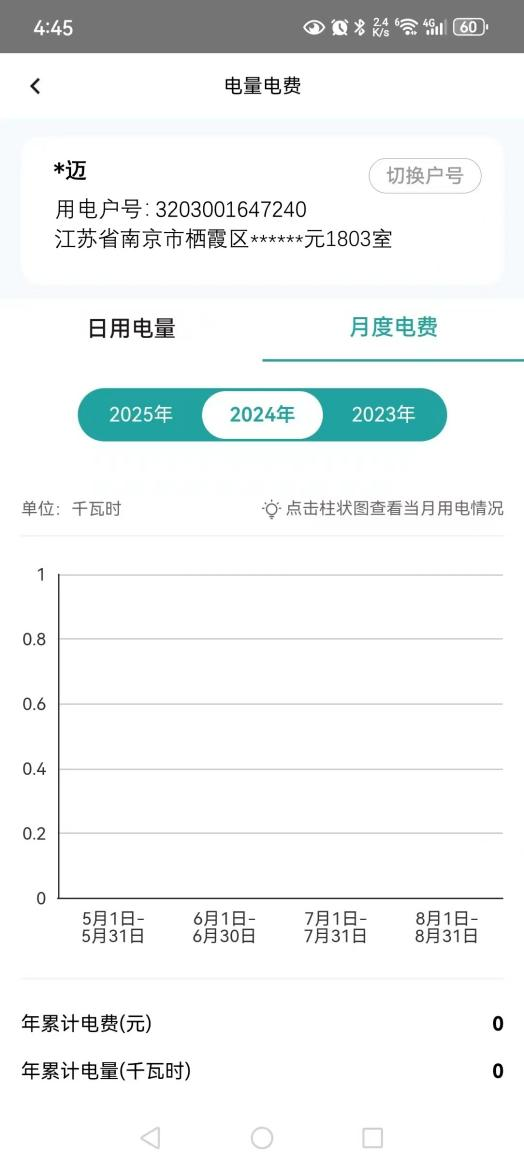 4:45
2.4
K/s
6
4G
60
电量电费
*迈
切换户号
用电户号: 3203001647240
江苏省南京市栖霞区******元1803室
日用电量
月度电费
2025年
2024年
2023年
单位: 千瓦时
点击柱状图查看当月用电情况
1
0.8
0.6
0.4
0.2
0
5月1日-
5月31日
6月1日-
6月30日
7月1日-
7月31日
8月1日-
8月31日
年累计电费(元)
0
年累计电量(千瓦时)
0